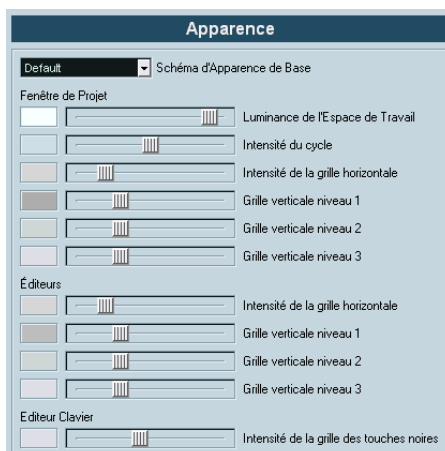 Apparence
Default Schéma d'Apparence de Base
Fenêtre de Projet
Luminance de l'Espace de Travail
Intensité du cycle
Intensité de la grille horizontale
Grille verticale niveau 1
Grille verticale niveau 2
Grille verticale niveau 3
Éditeurs
Intensité de la grille horizontale
Grille verticale niveau 1
Grille verticale niveau 2
Grille verticale niveau 3
Editeur Clavier
Intensité de la grille des touches noires